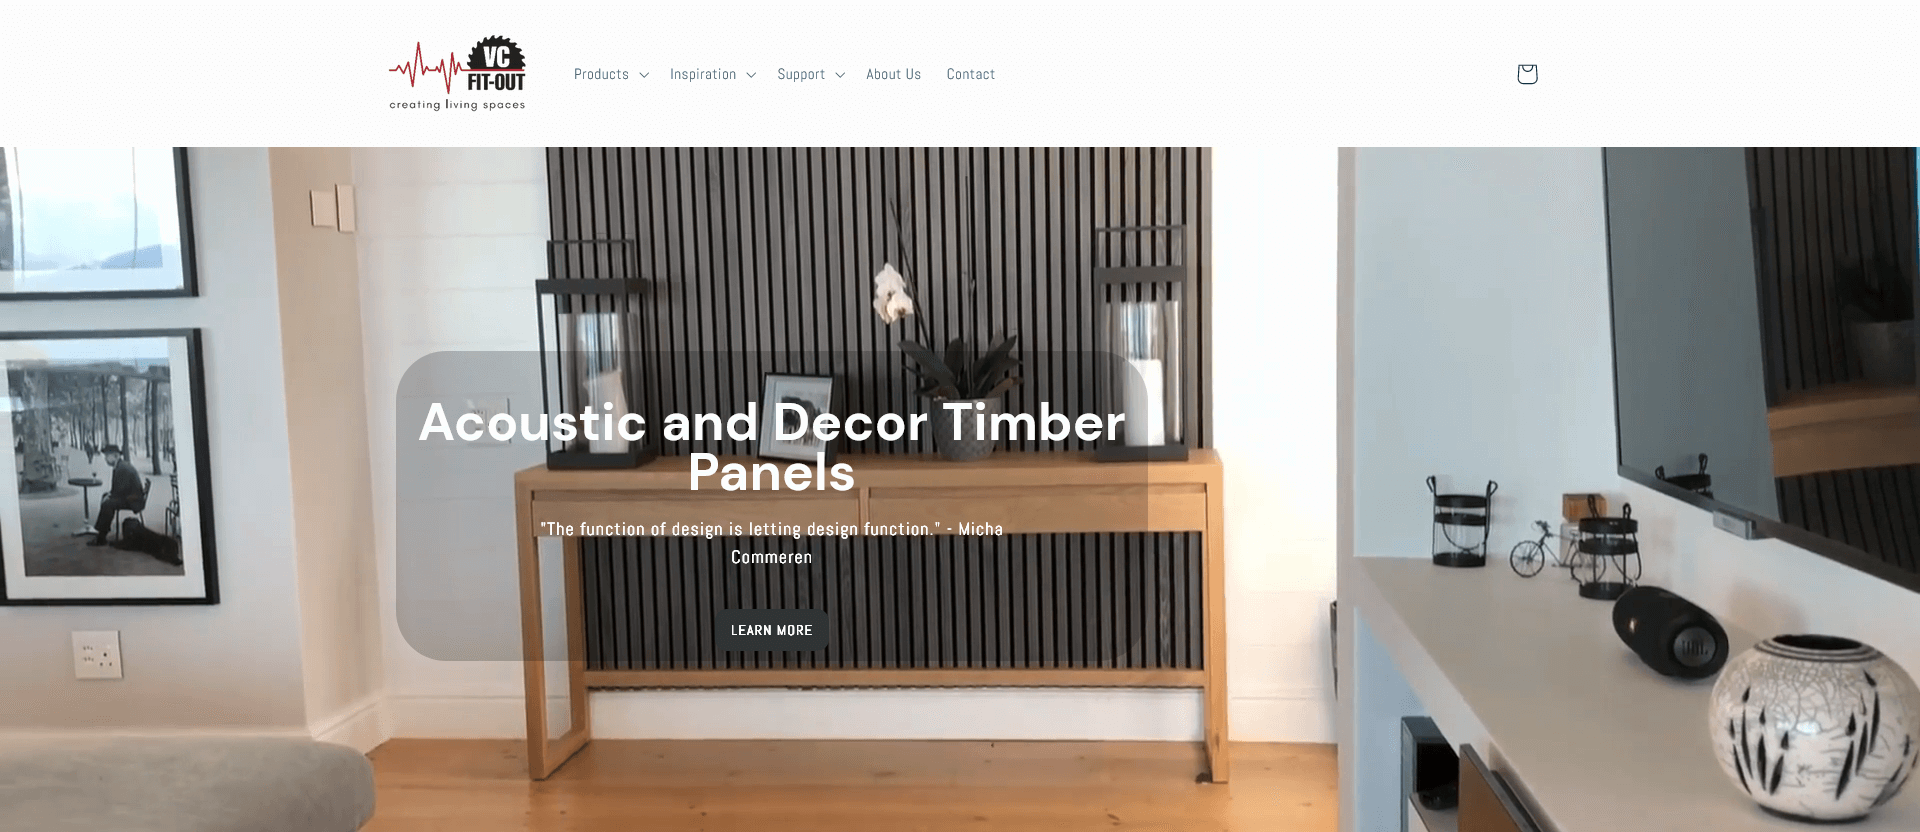 VC
FIT-OUT
creating living spaces
Products
Inspiration
Support
About Us
Contact
Acoustic and Decor Timber
Panels
"The function of design is letting design function." - Micha
Commeren
LEARN MORE
JBL